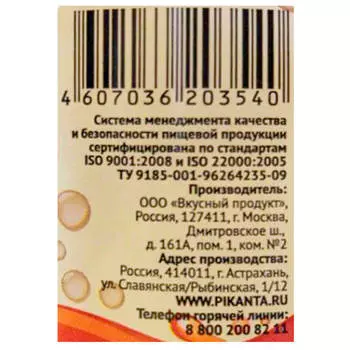 4 607036 203540
Система менеджмента качества
и безопасности пищевой продукции
сертифицирована по стандартам
ISO 9001:2008 и ISO 22000:2005
ТУ 9185-001-96264235-09
Производитель:
ООО «Вкусный продукт»,
Россия, 127411, г. Москва,
Дмитровское ш.,
д. 161А, пом. 1, ком. №2
Адрес производства:
Россия, 414011, г. Астрахань,
ул. Славянская/Рыбинская, 1/12
WWW.PIKANTA.RU
Телефон горячей линии:
8 800 200 82 11